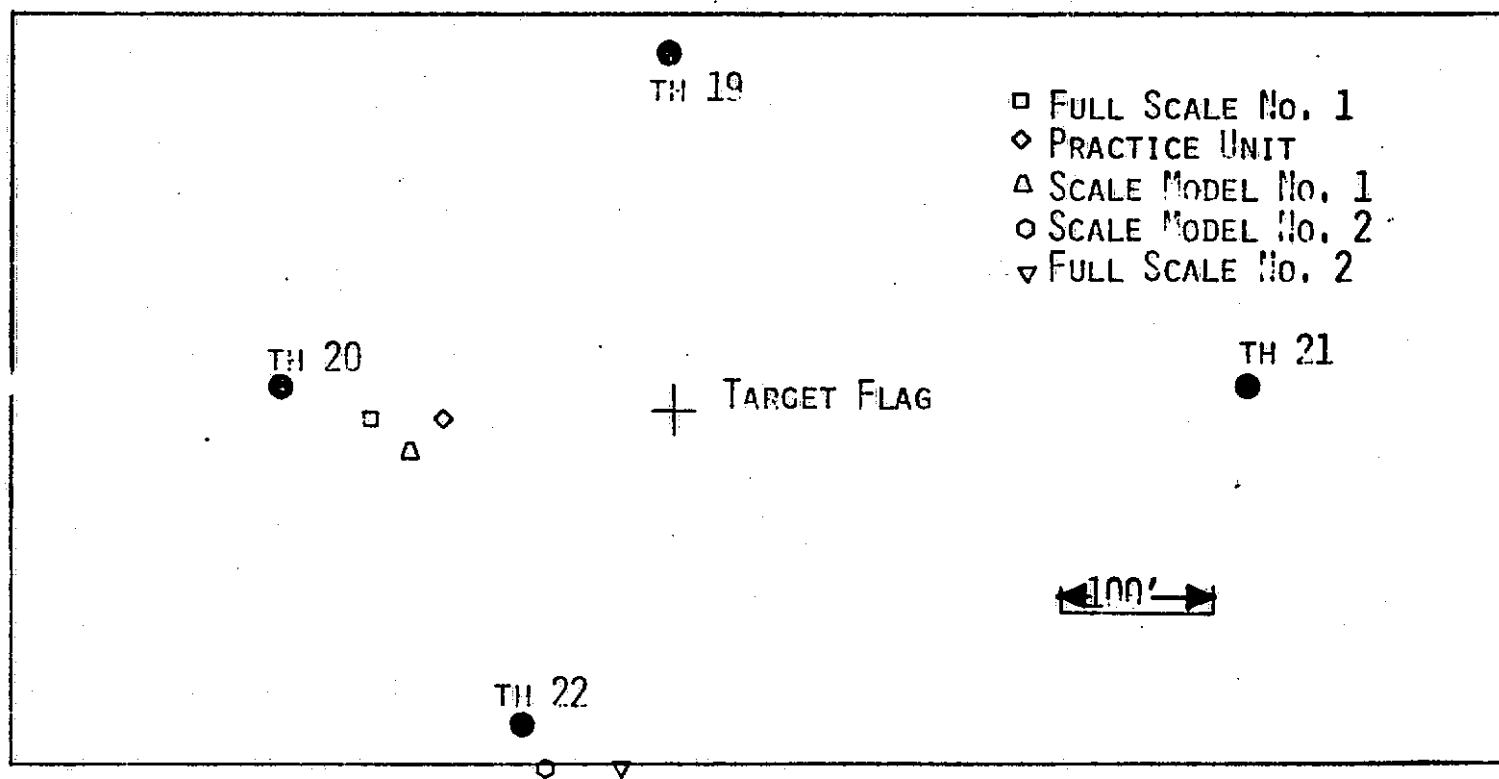 TH 19
□ FULL SCALE No. 1
◇ PRACTICE UNIT
△ SCALE MODEL No. 1
○ SCALE MODEL No. 2
▽ FULL SCALE No. 2
TH 20
TH 21
TARGET FLAG
100'
TH 22